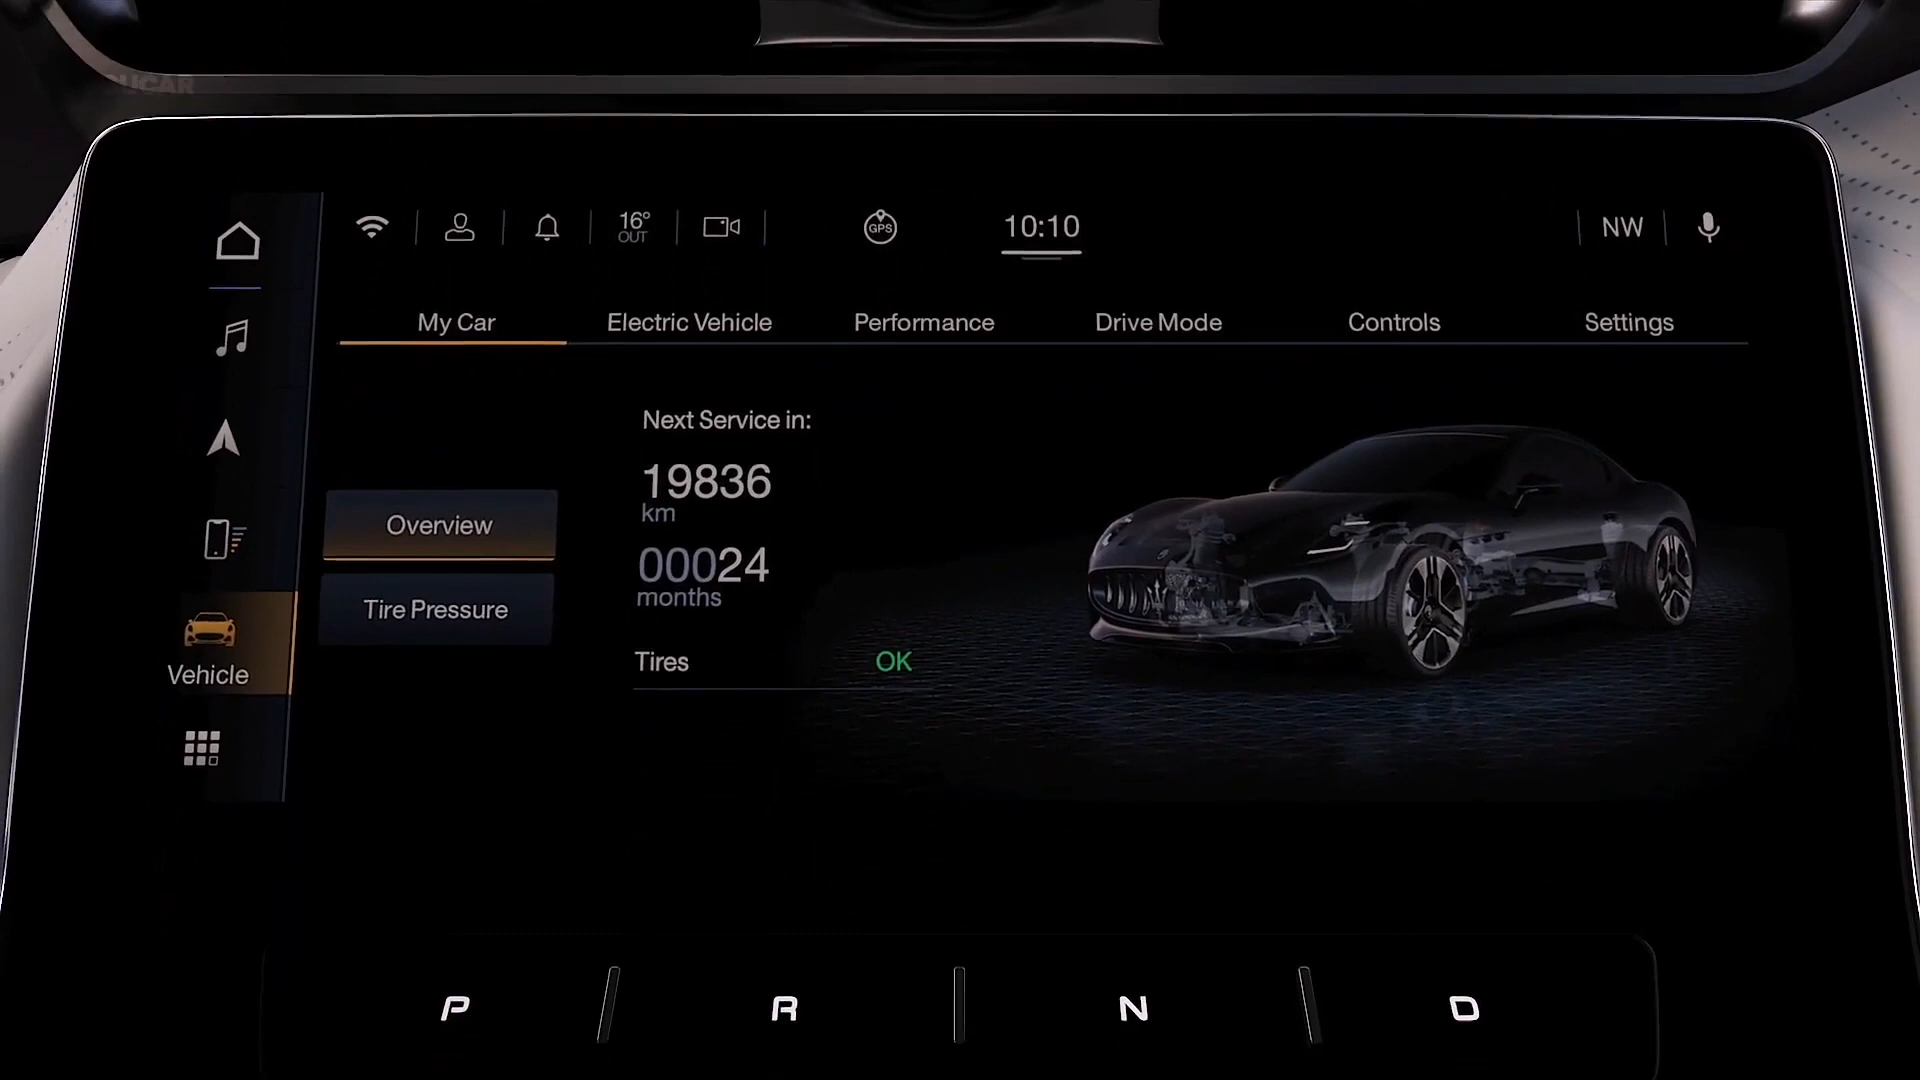 16°
OUT
GPS
10:10
NW
My Car
Electric Vehicle
Performance
Drive Mode
Controls
Settings
Next Service in:
19836
km
00024
months
Overview
Tire Pressure
Tires
OK
Vehicle
P
R
N
D